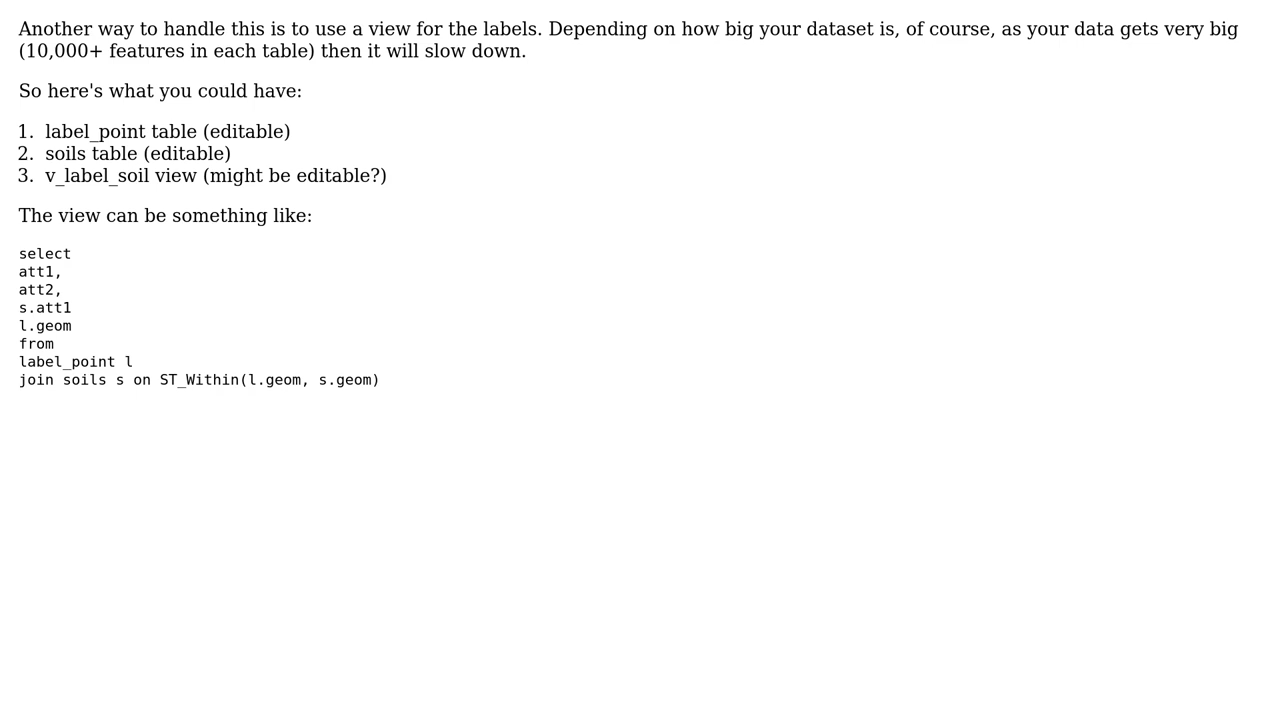 Another way to handle this is to use a view for the labels. Depending on how big your dataset is, of course, as your data gets very big
(10,000+ features in each table) then it will slow down.
So here's what you could have:
1. label_point table (editable)
2. soils table (editable)
3. v_label_soil view (might be editable?)
The view can be something like:
select
att1,
att2,
s.att1
l.geom
from
label_point l
join soils s on ST_Within(l.geom, s.geom)